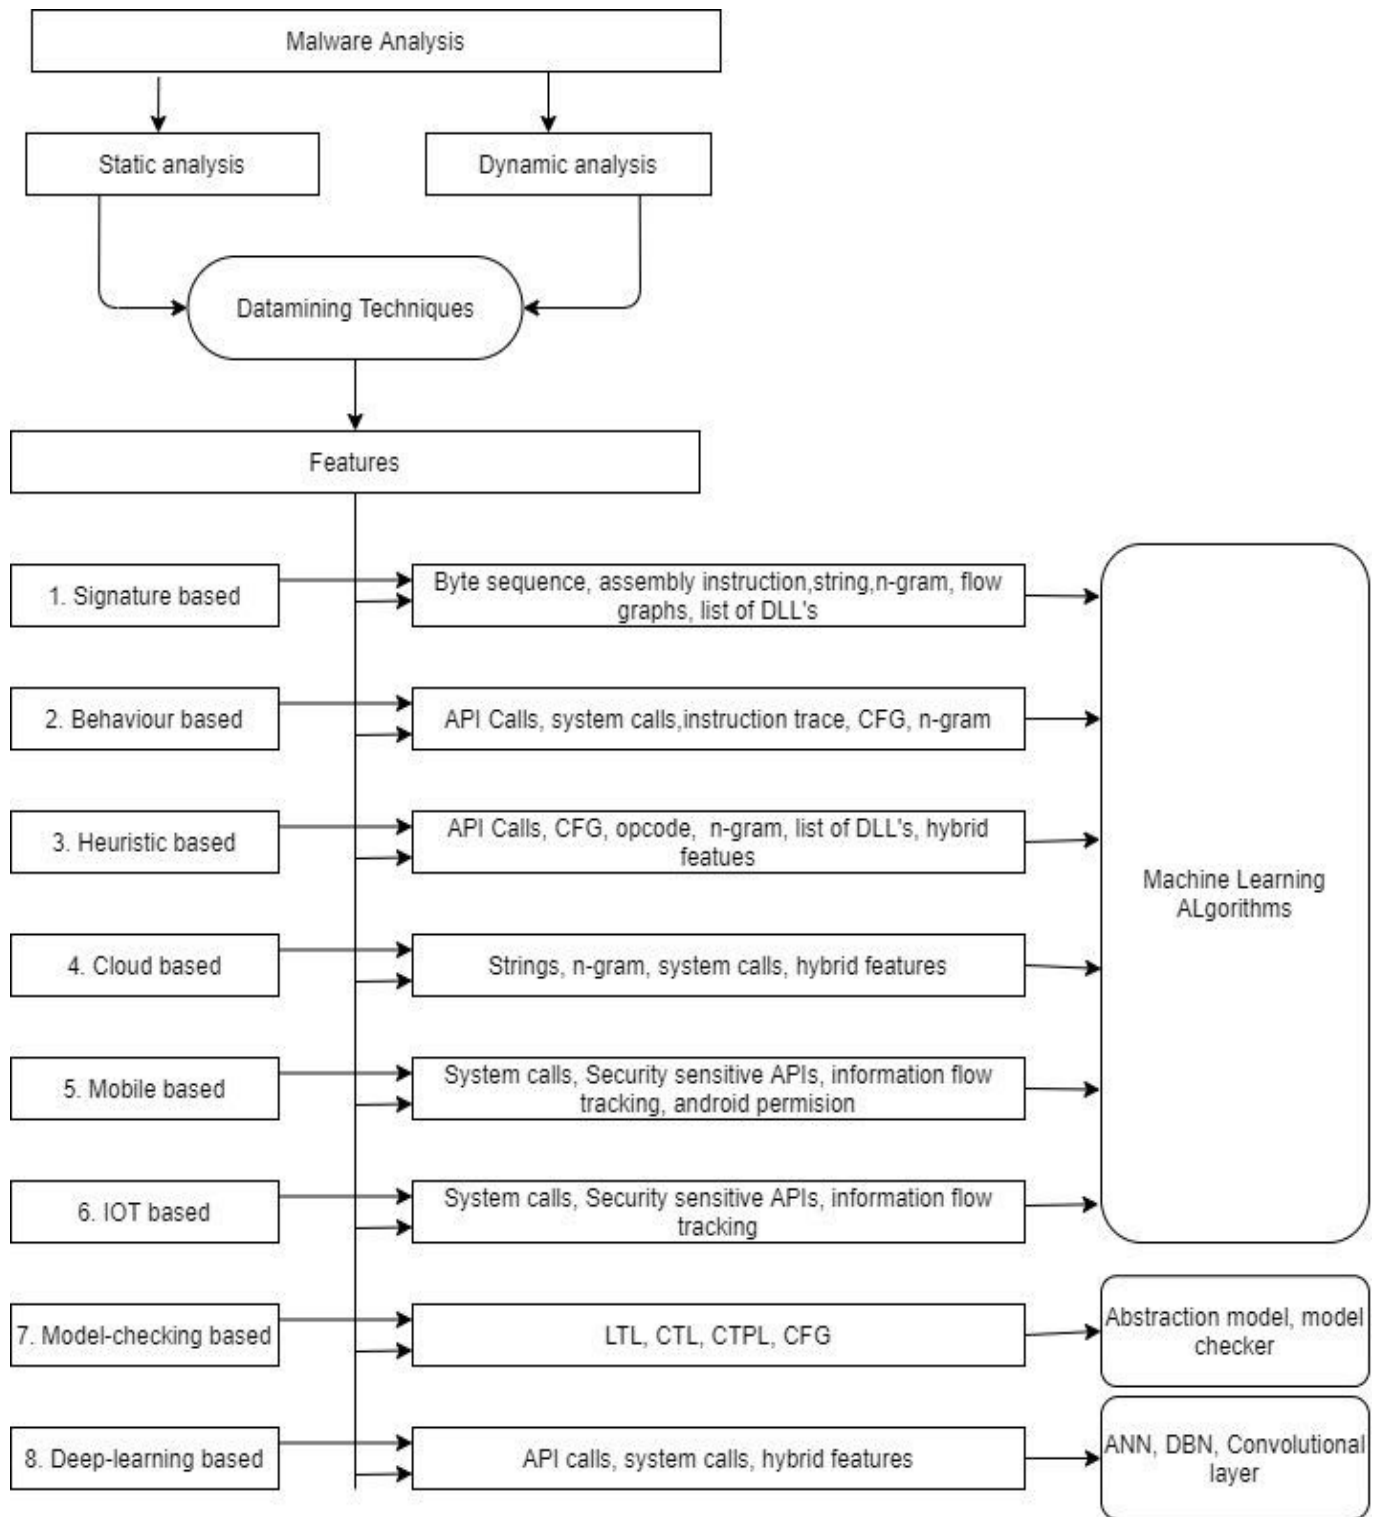 Malware Analysis
Static analysis
Dynamic analysis
Datamining Techniques
Features
1. Signature based
Byte sequence, assembly instruction,string,n-gram, flow
graphs, list of DLL's
2. Behaviour based
API Calls, system calls,instruction trace, CFG, n-gram
3. Heuristic based
API Calls, CFG, opcode,  n-gram, list of DLL's, hybrid
featues
Machine Learning
ALgorithms
4. Cloud based
Strings, n-gram, system calls, hybrid features
5. Mobile based
System calls, Security sensitive APIs, information flow
tracking, android permision
6. IOT based
System calls, Security sensitive APIs, information flow
tracking
7. Model-checking based
LTL, CTL, CTPL, CFG
Abstraction model, model
checker
8. Deep-learning based
API calls, system calls, hybrid features
ANN, DBN, Convolutional
layer